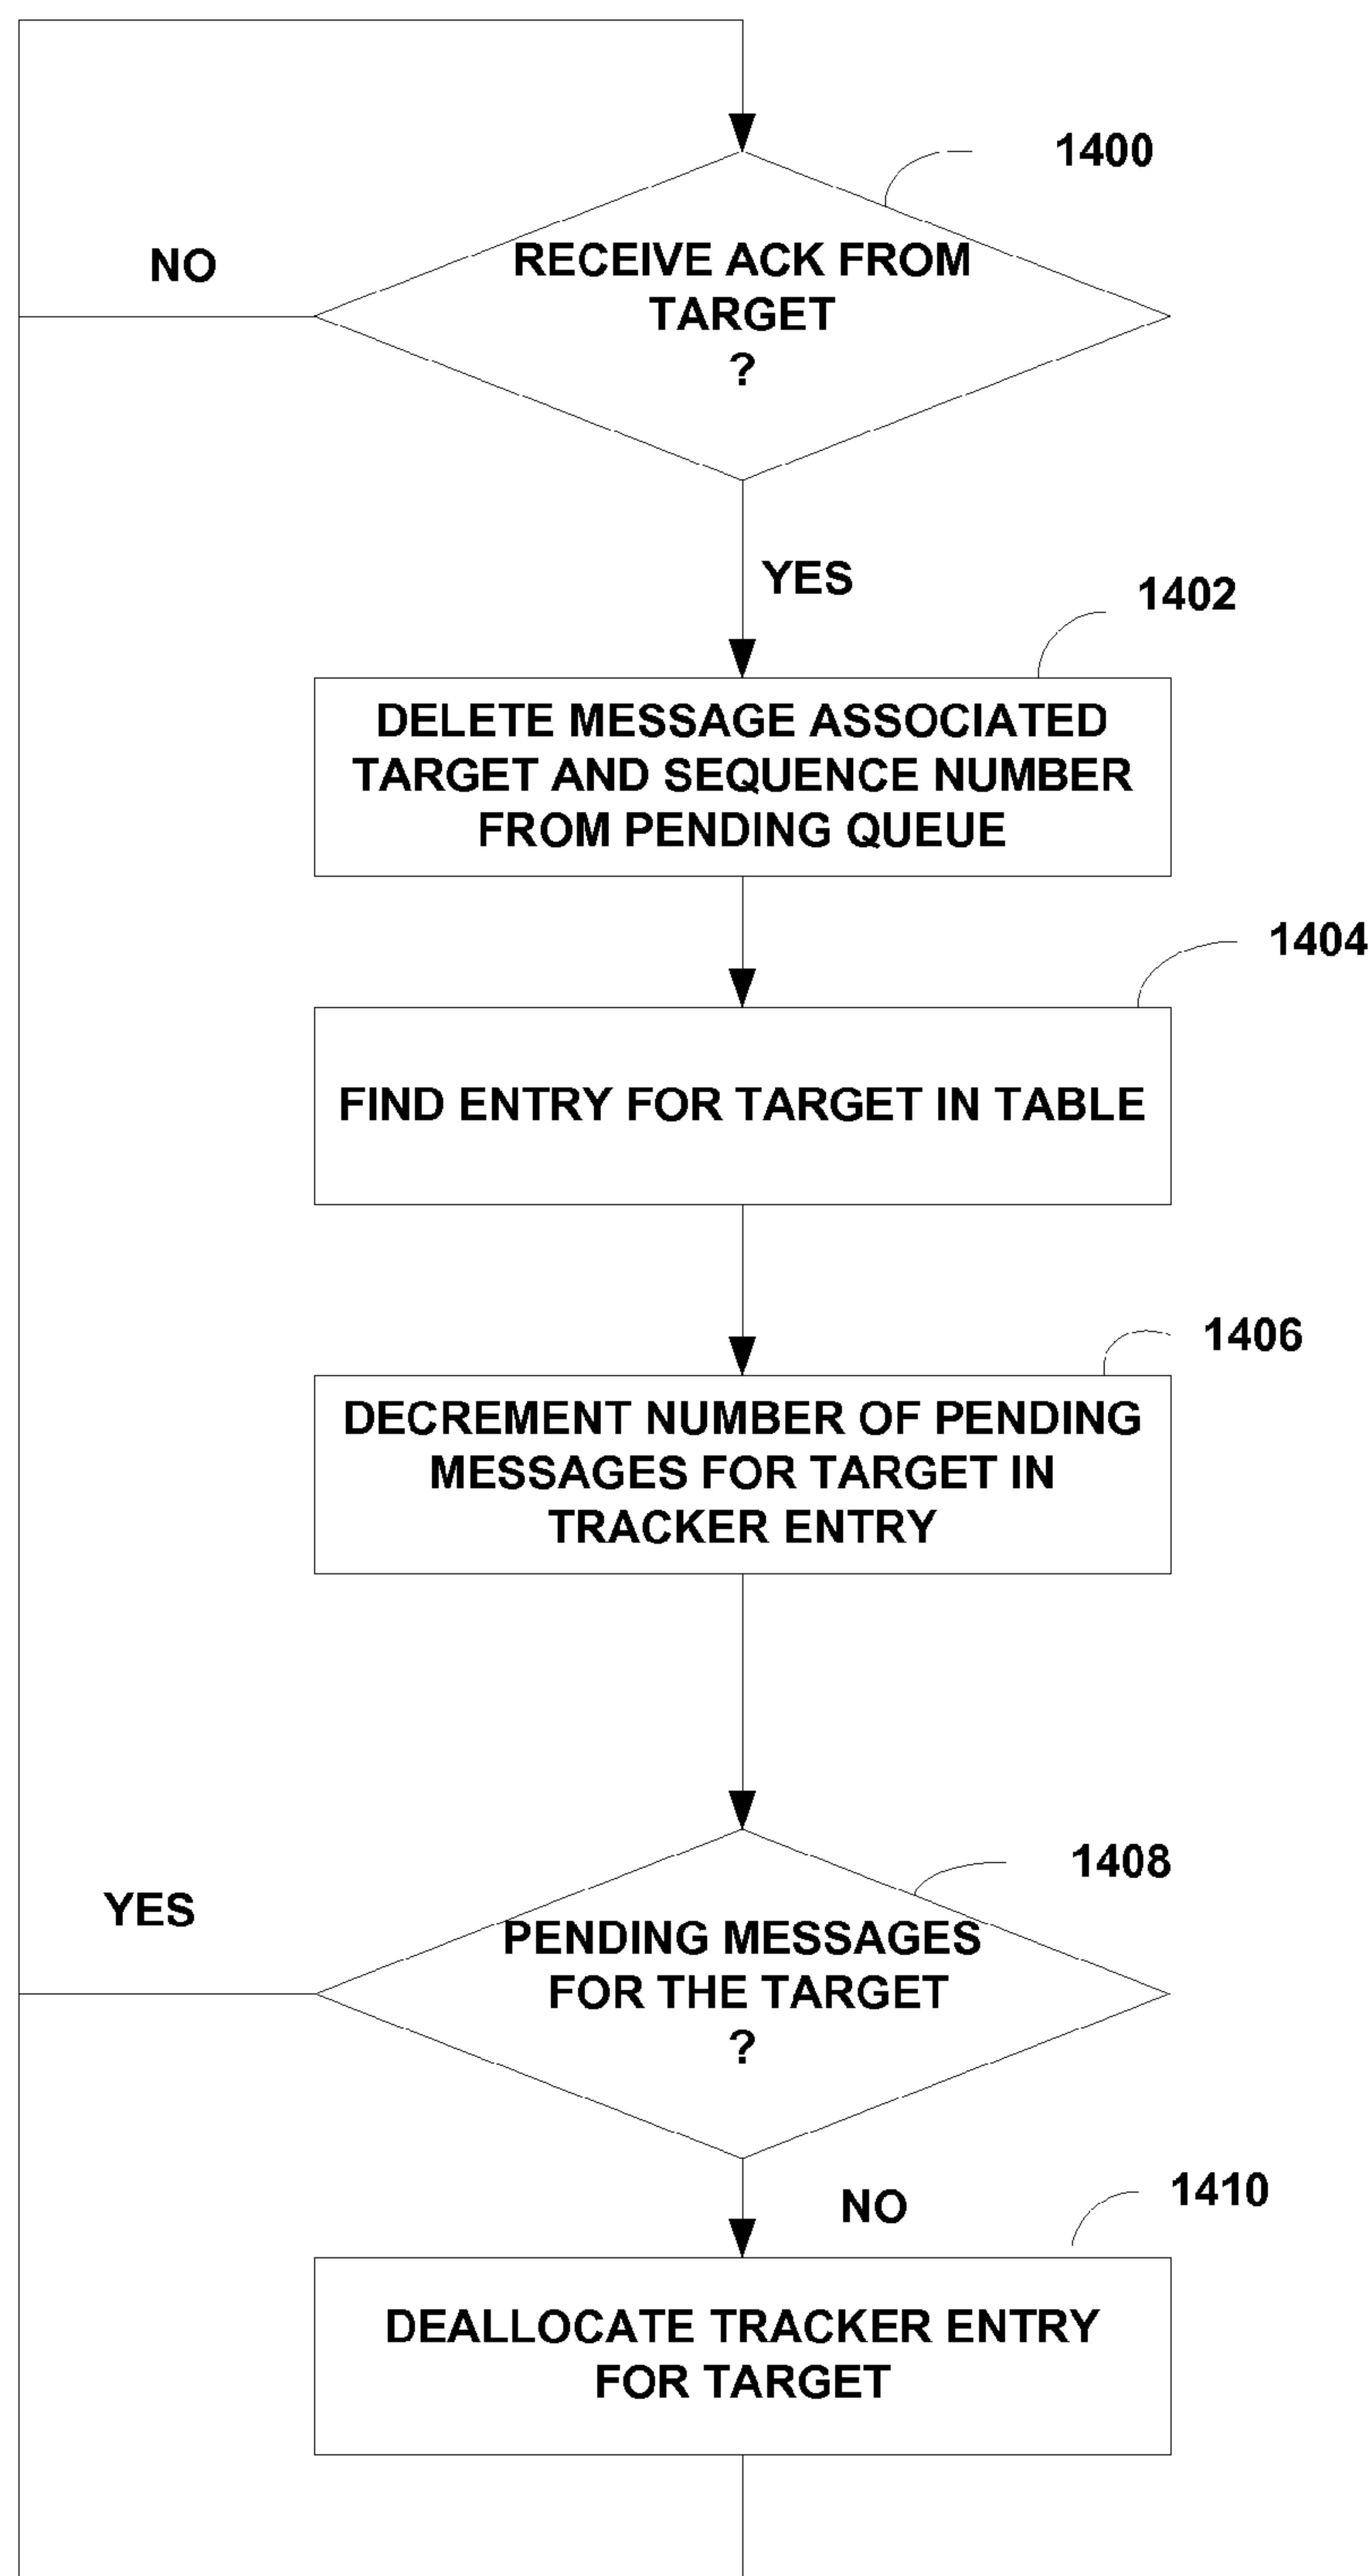 1400
RECEIVE ACK FROM
TARGET
?
NO
YES
1402
DELETE MESSAGE ASSOCIATED
TARGET AND SEQUENCE NUMBER
FROM PENDING QUEUE
1404
FIND ENTRY FOR TARGET IN TABLE
1406
DECREMENT NUMBER OF PENDING
MESSAGES FOR TARGET IN
TRACKER ENTRY
1408
YES
PENDING MESSAGES
FOR THE TARGET
?
NO
1410
DEALLOCATE TRACKER ENTRY
FOR TARGET